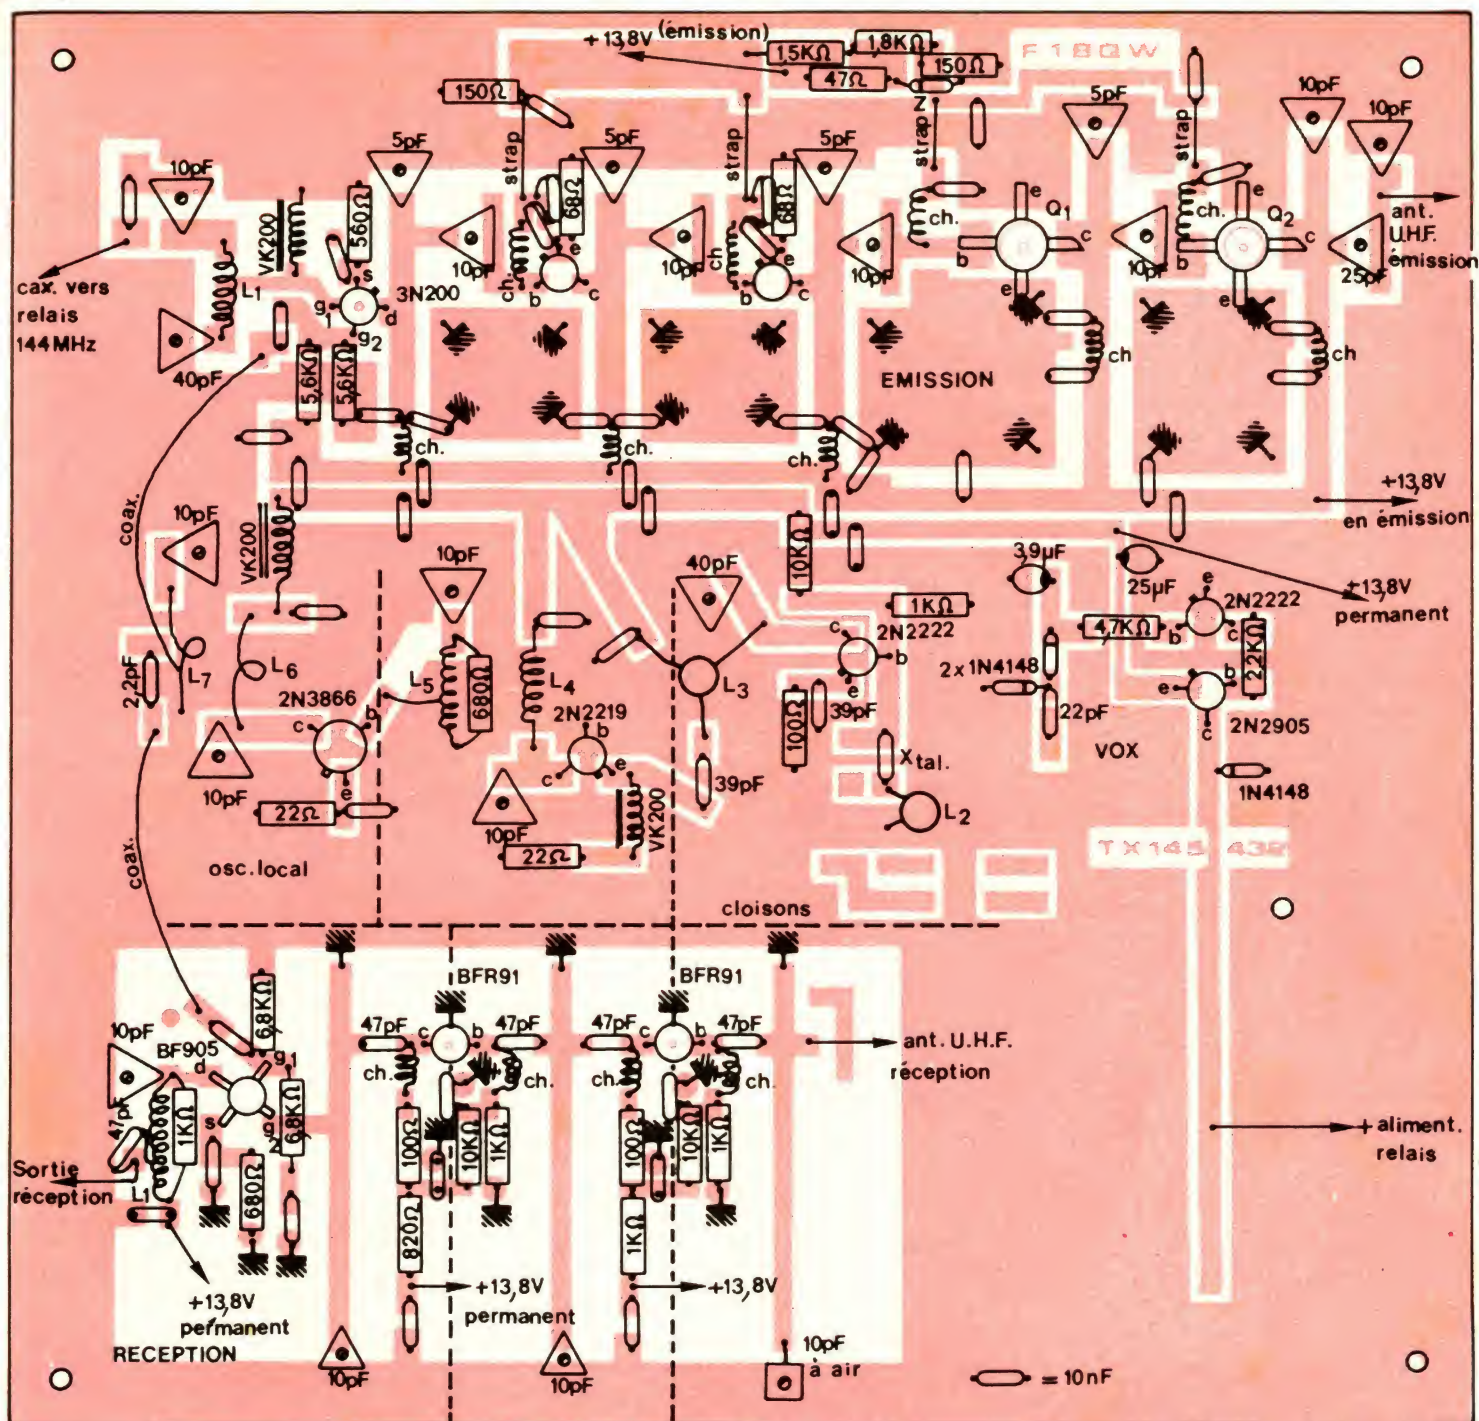 +13,8V (émission)
1,5KΩ
1,8KΩ
47Ω
150Ω
F1BQW
150Ω
strap
strap
strap
Z
strap
5pF
10pF
10pF
5pF
5pF
5pF
10pF
VK200
560Ω
68Ω
68Ω
ch.
Q1
e
b
c
e
ch.
Q2
e
b
c
e
ant.
U.H.F.
émission
L1
s
3N200
g1
d
g2
10pF
ch.
e
b
c
10pF
ch
e
b
c
10pF
10pF
25pF
cax. vers
relais
144MHz
40pF
5,6KΩ
5,6KΩ
EMISSION
ch
ch
ch.
ch.
ch.
+13,8V
en émission
coax.
10pF
VK200
10pF
40pF
10KΩ
3,9µF
25µF
+13,8V
permanent
1KΩ
2N2222
c
b
e
4,7KΩ
2N2222
e
b
c
2,2KΩ
2,2pF
L7
L6
L5
680Ω
L4
L3
2x1N4148
22pF
VOX
e
b
c
2N2905
1N4148
2N3866
c
b
e
2N2219
b
c
e
100Ω
39pF
39pF
Xtal.
L2
10pF
22Ω
10pF
22Ω
VK200
TX145 432
coax.
osc.local
cloisons
BFR91
BFR91
6,8KΩ
10pF
BF905
d
g1
s
g2
47pF
c
b
47pF
47pF
c
b
47pF
ant. U.H.F.
réception
ch.
ch.
ch.
ch.
47pF
1KΩ
6,8KΩ
100Ω
10KΩ
1KΩ
100Ω
10KΩ
1KΩ
+ aliment.
relais
Sortie
réception
L1
680Ω
820Ω
1KΩ
+13,8V
permanent
+13,8V
permanent
+13,8V
RECEPTION
10pF
10pF
10pF
à air
= 10nF